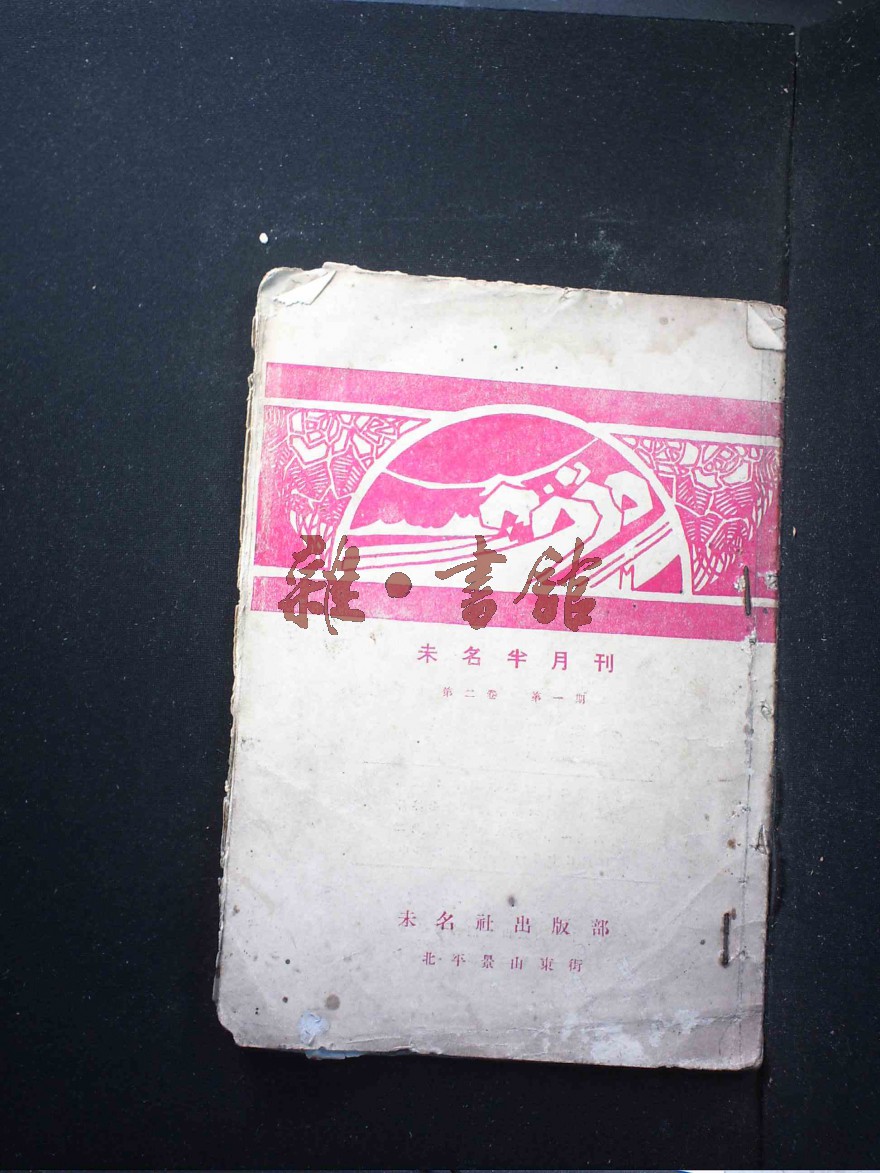 雜·書館
未名半月刊
第二卷 第一期
未名社出版部
北平景山東街